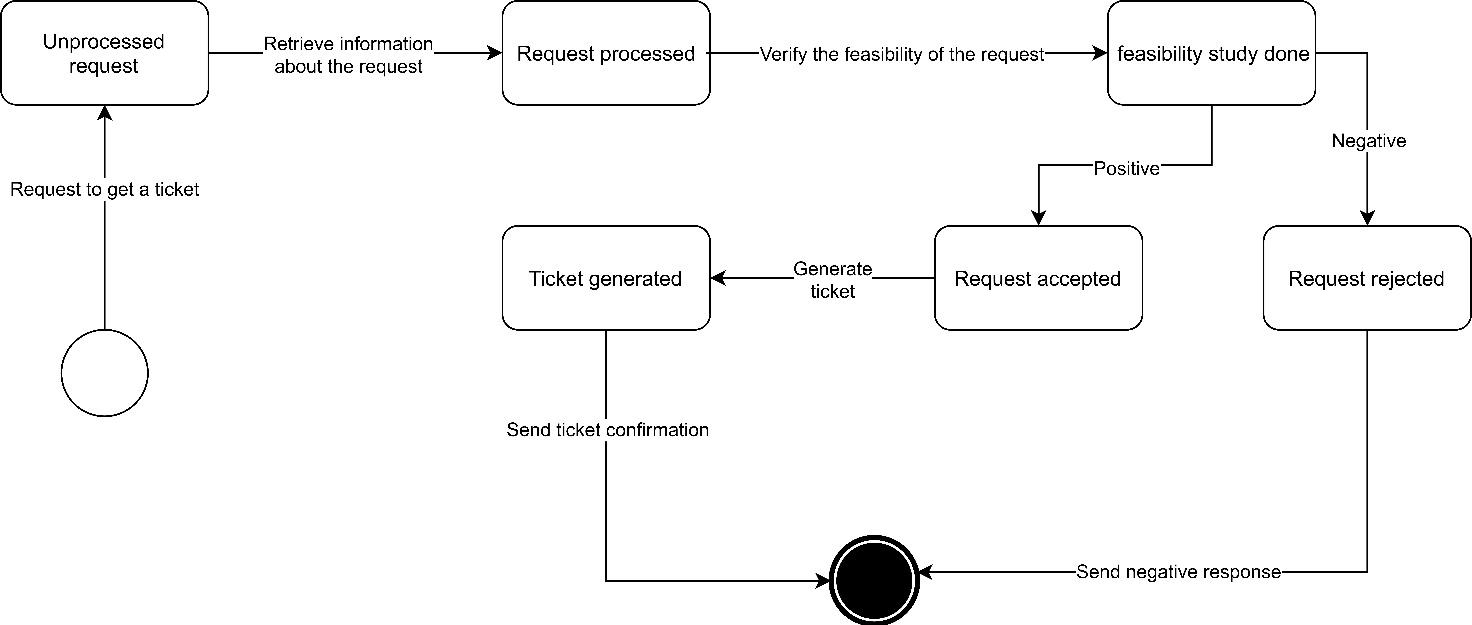 Unprocessed
request
Retrieve information
about the request
Request processed
Verify the feasibility of the request
feasibility study done
Request to get a ticket
Positive
Negative
Ticket generated
Generate
ticket
Request accepted
Request rejected
Send ticket confirmation
Send negative response